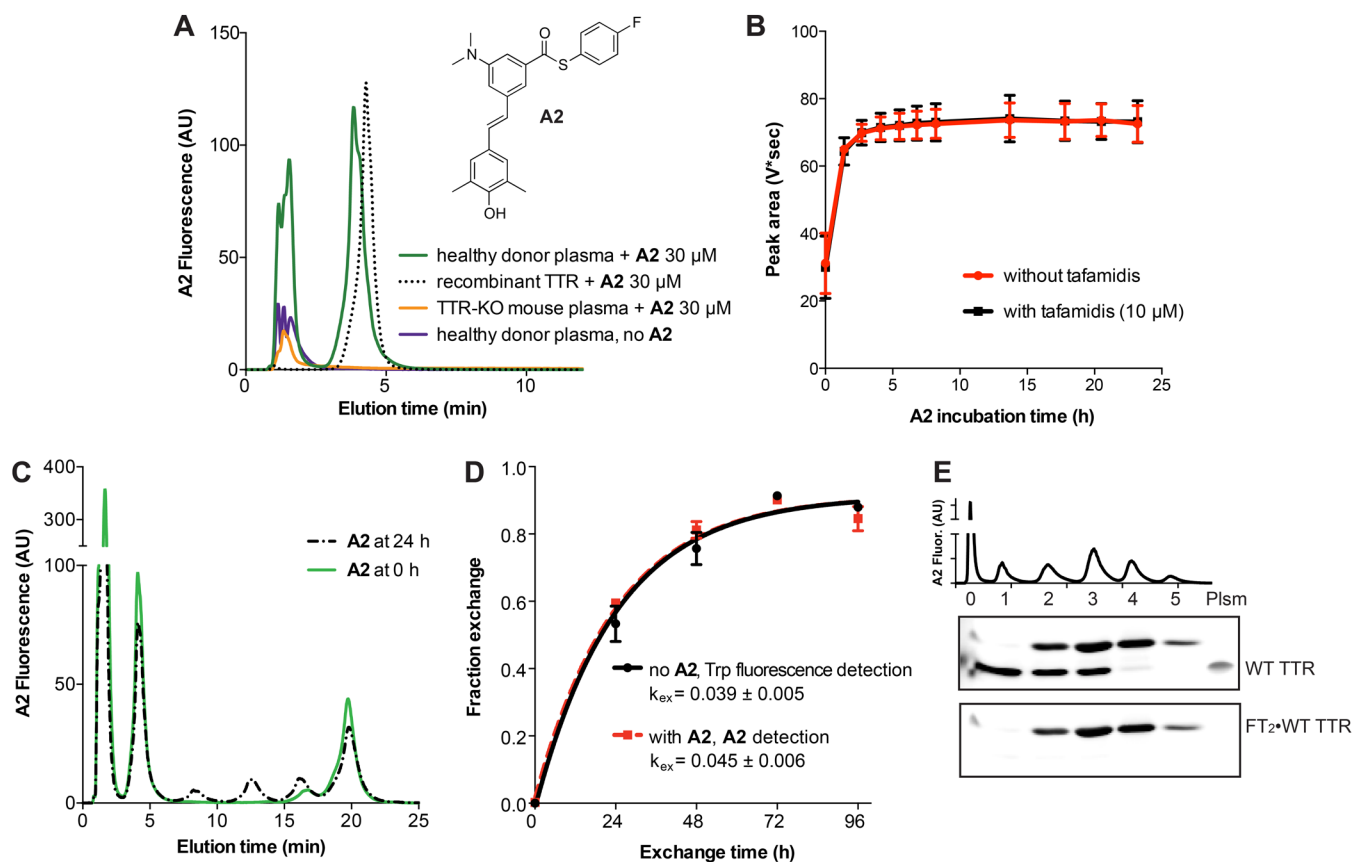 A
A2 Fluorescence (AU)
150
100
50
0
0
5
10
Elution time (min)
N
O
S
F
A2
OH
healthy donor plasma + A2 30 µM
recombinant TTR + A2 30 µM
TTR-KO mouse plasma + A2 30 µM
healthy donor plasma, no A2
B
Peak area (V*sec)
100
80
60
40
20
0
0
5
10
15
20
25
A2 incubation time (h)
without tafamidis
with tafamidis (10 µM)
C
A2 Fluorescence (AU)
400
300
100
50
0
0
5
10
15
20
25
Elution time (min)
A2 at 24 h
A2 at 0 h
D
Fraction exchange
1.0
0.8
0.6
0.4
0.2
0.0
0
24
48
72
96
Exchange time (h)
no A2, Trp fluorescence detection
kex= 0.039 ± 0.005
with A2, A2 detection
kex= 0.045 ± 0.006
E
A2 Fluor. (AU)
0 1 2 3 4 5 Plsm
WT TTR
FT2•WT TTR